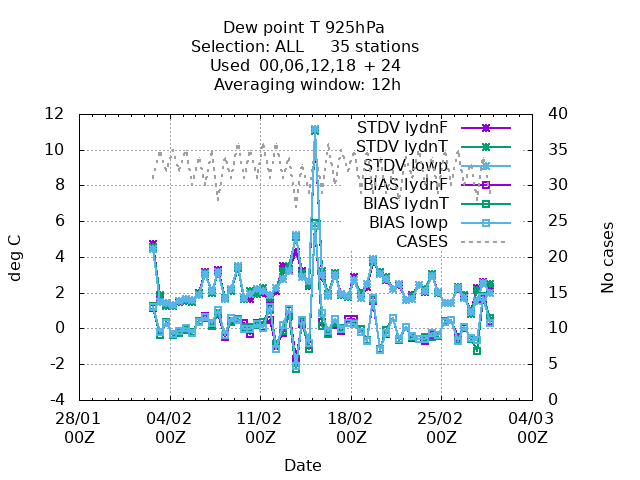 Dew point T 925hPa
Selection: ALL 35 stations
Used 00,06,12,18 + 24
Averaging window: 12h
12
10
8
6
4
2
0
-2
-4
deg C
40
35
30
25
20
15
10
5
0
No cases
STDV lydnF
STDV lydnT
STDV lowp
BIAS lydnF
BIAS lydnT
BIAS lowp
CASES
28/01 04/02 11/02 18/02 25/02 04/03
00Z 00Z 00Z 00Z 00Z 00Z
Date